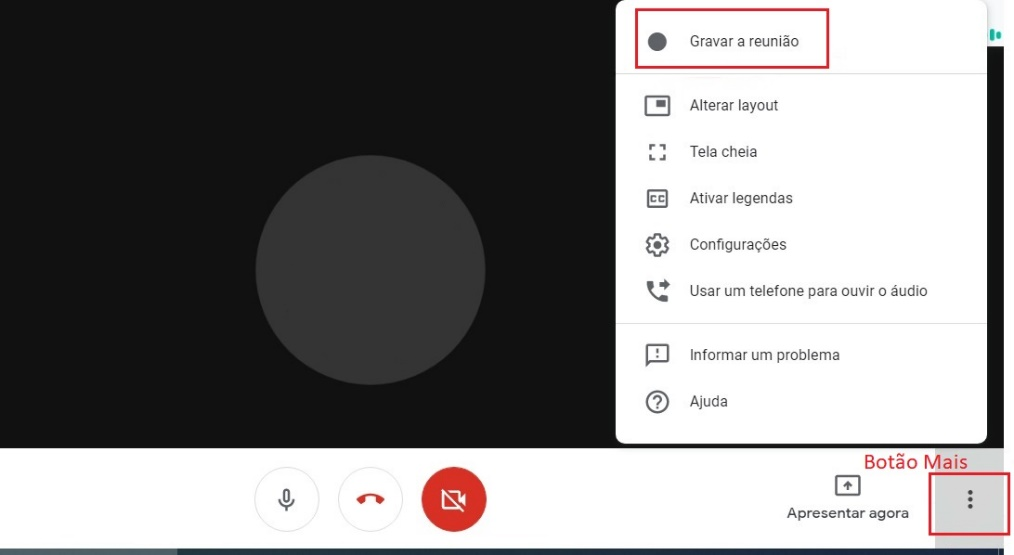 Gravar a reunião
Alterar layout
Tela cheia
CC
Ativar legendas
Configurações
Usar um telefone para ouvir o áudio
Informar um problema
Ajuda
Botão Mais
Apresentar agora